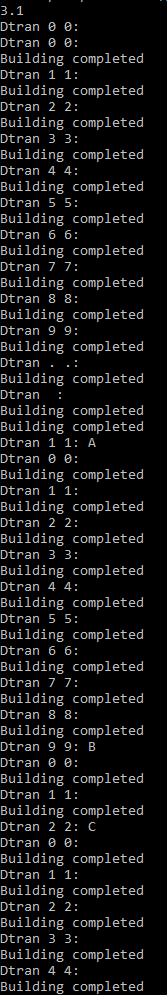 3.1
Dtran 0 0:
Dtran 0 0:
Building completed
Dtran 1 1:
Building completed
Dtran 2 2:
Building completed
Dtran 3 3:
Building completed
Dtran 4 4:
Building completed
Dtran 5 5:
Building completed
Dtran 6 6:
Building completed
Dtran 7 7:
Building completed
Dtran 8 8:
Building completed
Dtran 9 9:
Building completed
Dtran . .:
Building completed
Dtran  :
Building completed
Building completed
Dtran 1 1: A
Dtran 0 0:
Building completed
Dtran 1 1:
Building completed
Dtran 2 2:
Building completed
Dtran 3 3:
Building completed
Dtran 4 4:
Building completed
Dtran 5 5:
Building completed
Dtran 6 6:
Building completed
Dtran 7 7:
Building completed
Dtran 8 8:
Building completed
Dtran 9 9: B
Dtran 0 0:
Building completed
Dtran 1 1:
Building completed
Dtran 2 2: C
Dtran 0 0:
Building completed
Dtran 1 1:
Building completed
Dtran 2 2:
Building completed
Dtran 3 3:
Building completed
Dtran 4 4:
Building completed